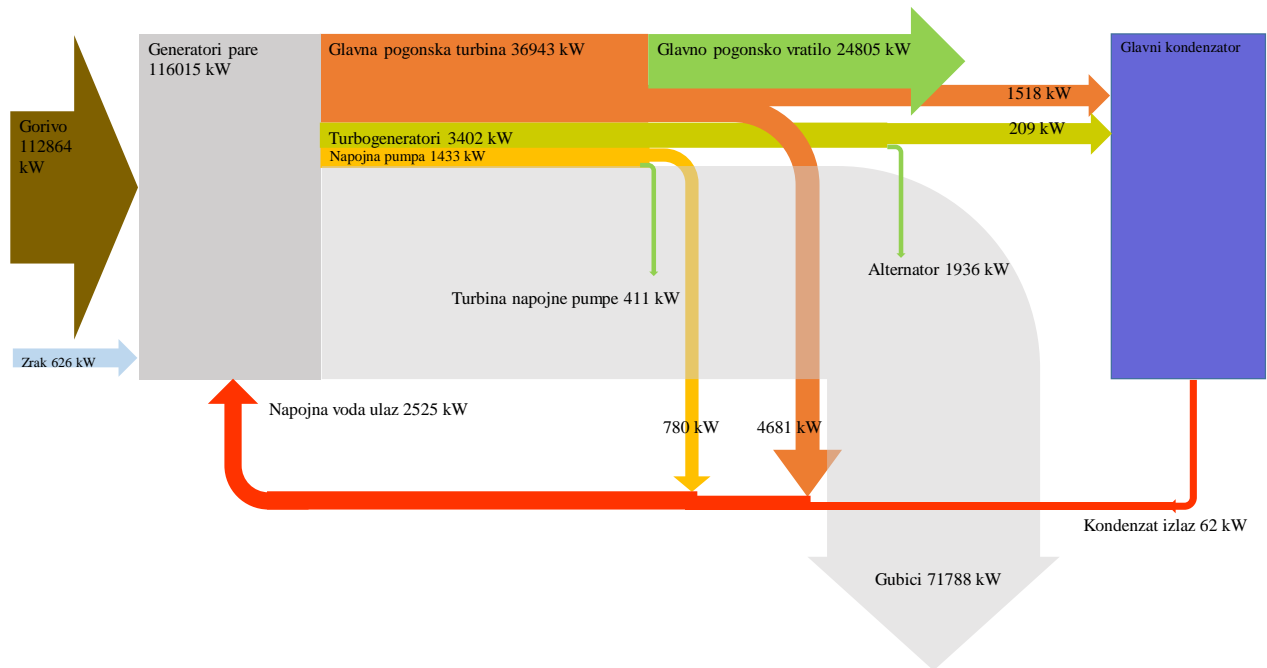 Generatori pare
116015 kW
Glavna pogonska turbina 36943 kW
Glavno pogonsko vratilo 24805 kW
Glavni kondenzator
1518 kW
Gorivo
112864
kW
Turbogeneratori 3402 kW
209 kW
Napojna pumpa 1433 kW
Alternator 1936 kW
Turbina napojne pumpe 411 kW
Zrak 626 kW
Napojna voda ulaz 2525 kW
780 kW
4681 kW
Kondenzat izlaz 62 kW
Gubici 71788 kW